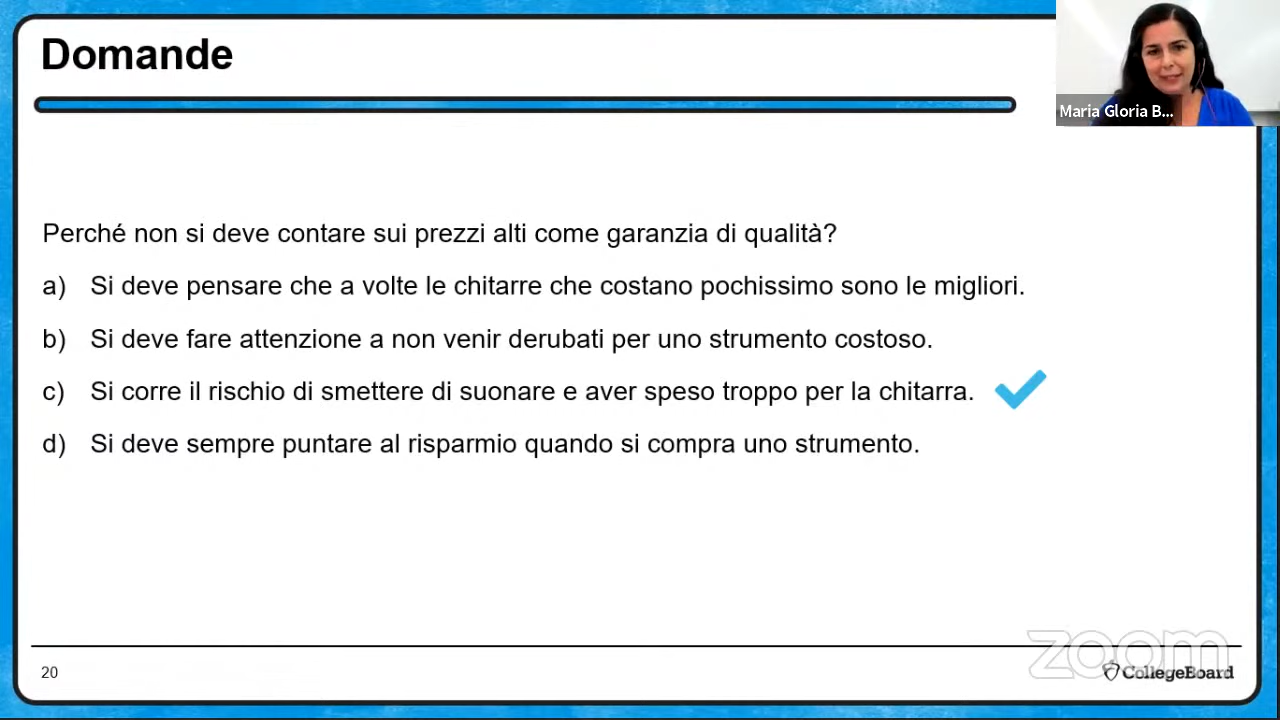 Domande
Maria Gloria B...
Perché non si deve contare sui prezzi alti come garanzia di qualità?
a) Si deve pensare che a volte le chitarre che costano pochissimo sono le migliori.
b) Si deve fare attenzione a non venir derubati per uno strumento costoso.
c) Si corre il rischio di smettere di suonare e aver speso troppo per la chitarra.
d) Si deve sempre puntare al risparmio quando si compra uno strumento.
zoom
20
CollegeBoard